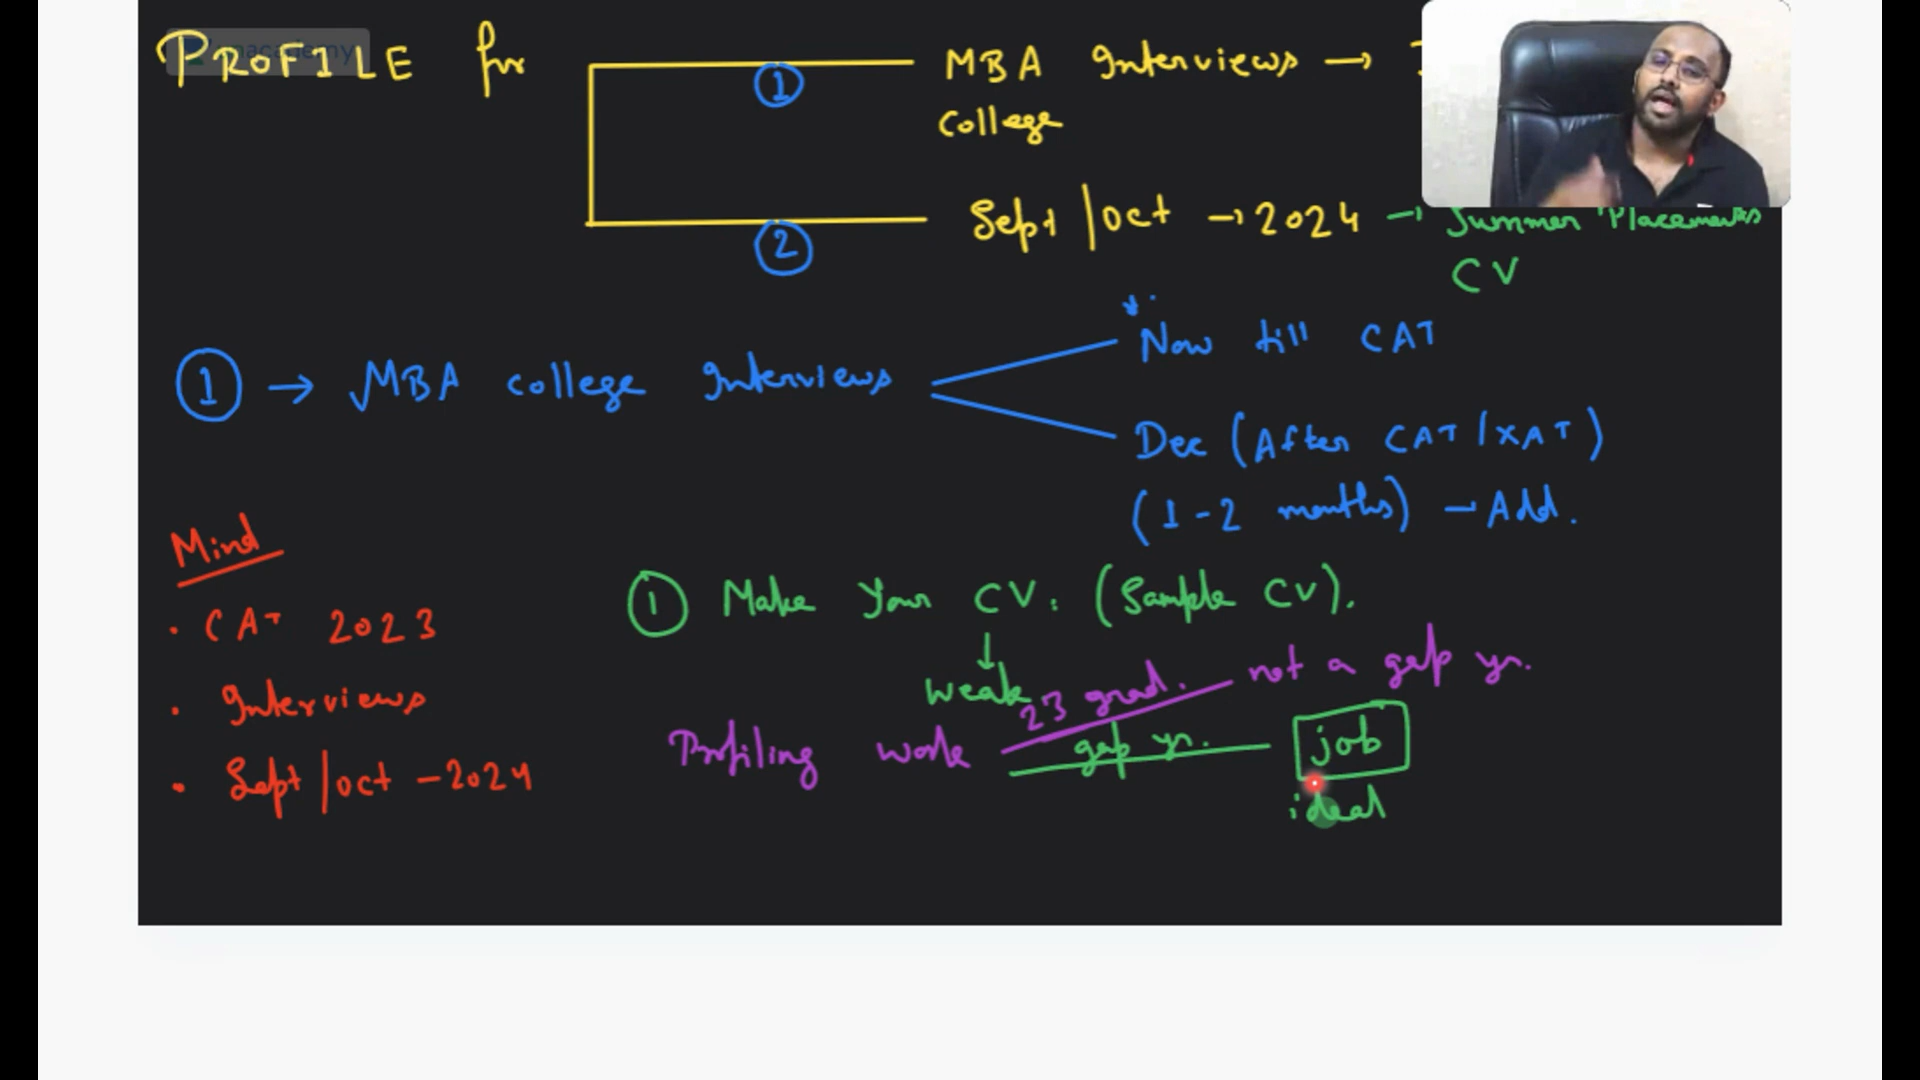 PROFILE for
① MBA Interviews →
College
② Sept / Oct → 2024 → Summer Placements
CV
① → MBA college Interviews
Now till CAT
Dec (After CAT / XAT)
(1-2 months) → Add.
Mind
• CAT 2023
• Interviews
• Sept / Oct - 2024
① Make Your CV: (Sample CV).
↓
Weak
23 grad. not a gap yr.
Profiling work gap yr. job
ideal